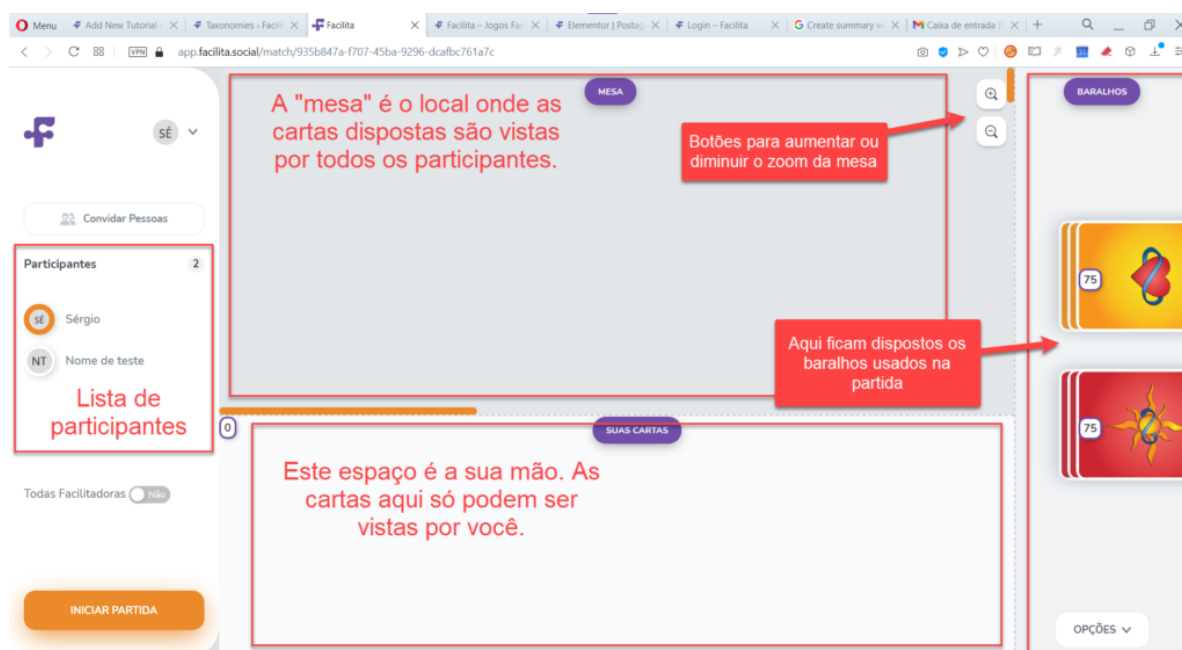 Menu
Add New Tutorial -
Taxonomies ‹ Facili
Facilita
Facilita – Jogos Faci
Elementor | Postag
Login – Facilita
Create summary w
Caixa de entrada (
VPN
app.facilita.social/match/935b847a-f707-45ba-9296-dcafbc761a7c
SÉ
Convidar Pessoas
Participantes
2
SÉ
Sérgio
NT
Nome de teste
Lista de
participantes
Todas Facilitadoras
Não
INICIAR PARTIDA
MESA
A "mesa" é o local onde as
cartas dispostas são vistas
por todos os participantes.
Botões para aumentar ou
diminuir o zoom da mesa
Aqui ficam dispostos os
baralhos usados na
partida
0
SUAS CARTAS
Este espaço é a sua mão. As
cartas aqui só podem ser
vistas por você.
BARALHOS
75
75
OPÇÕES